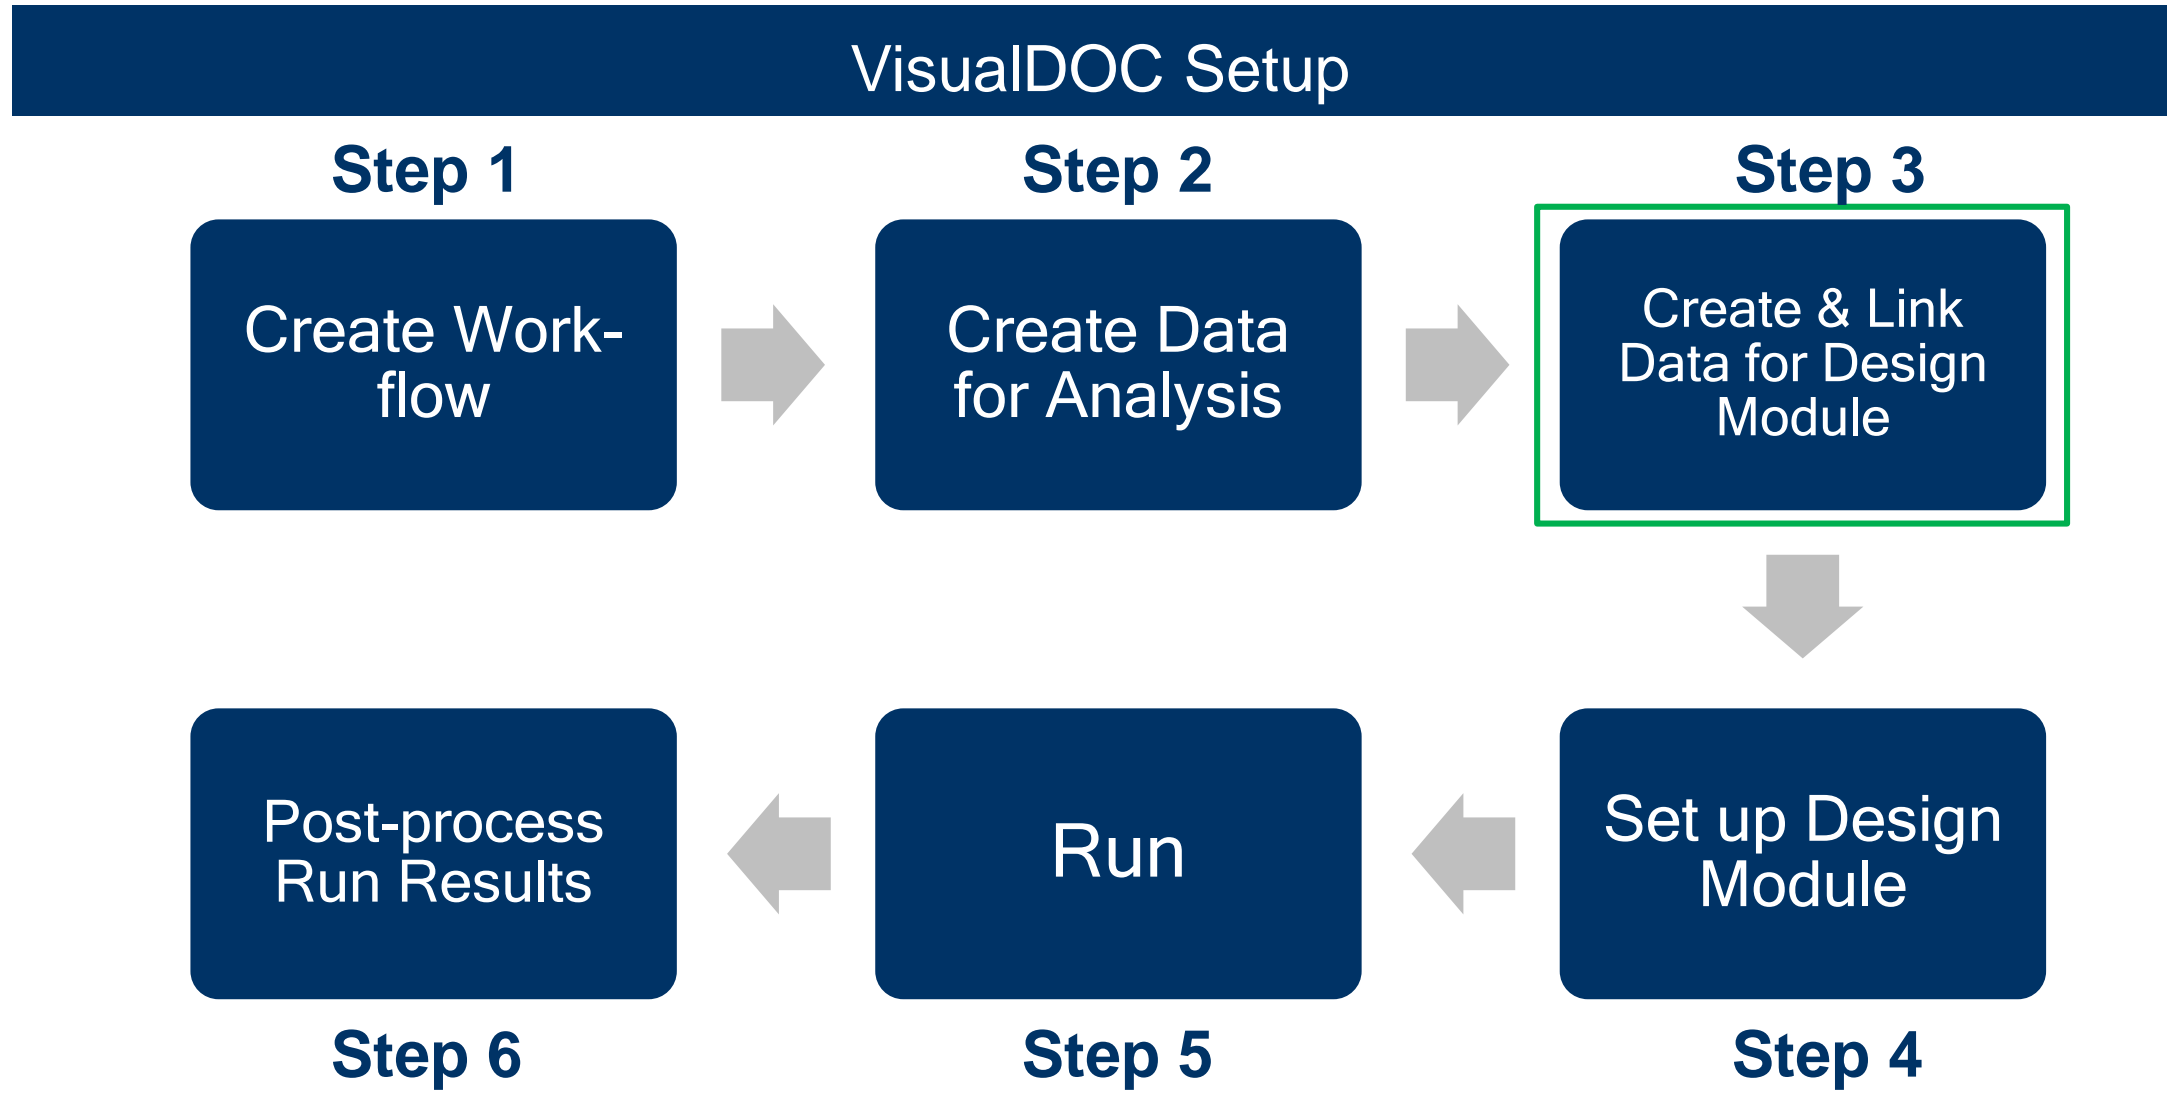 VisualDOC Setup
Step 1
Create Work-
flow
Step 2
Create Data
for Analysis
Step 3
Create & Link
Data for Design
Module
Set up Design
Module
Step 4
Run
Step 5
Post-process
Run Results
Step 6